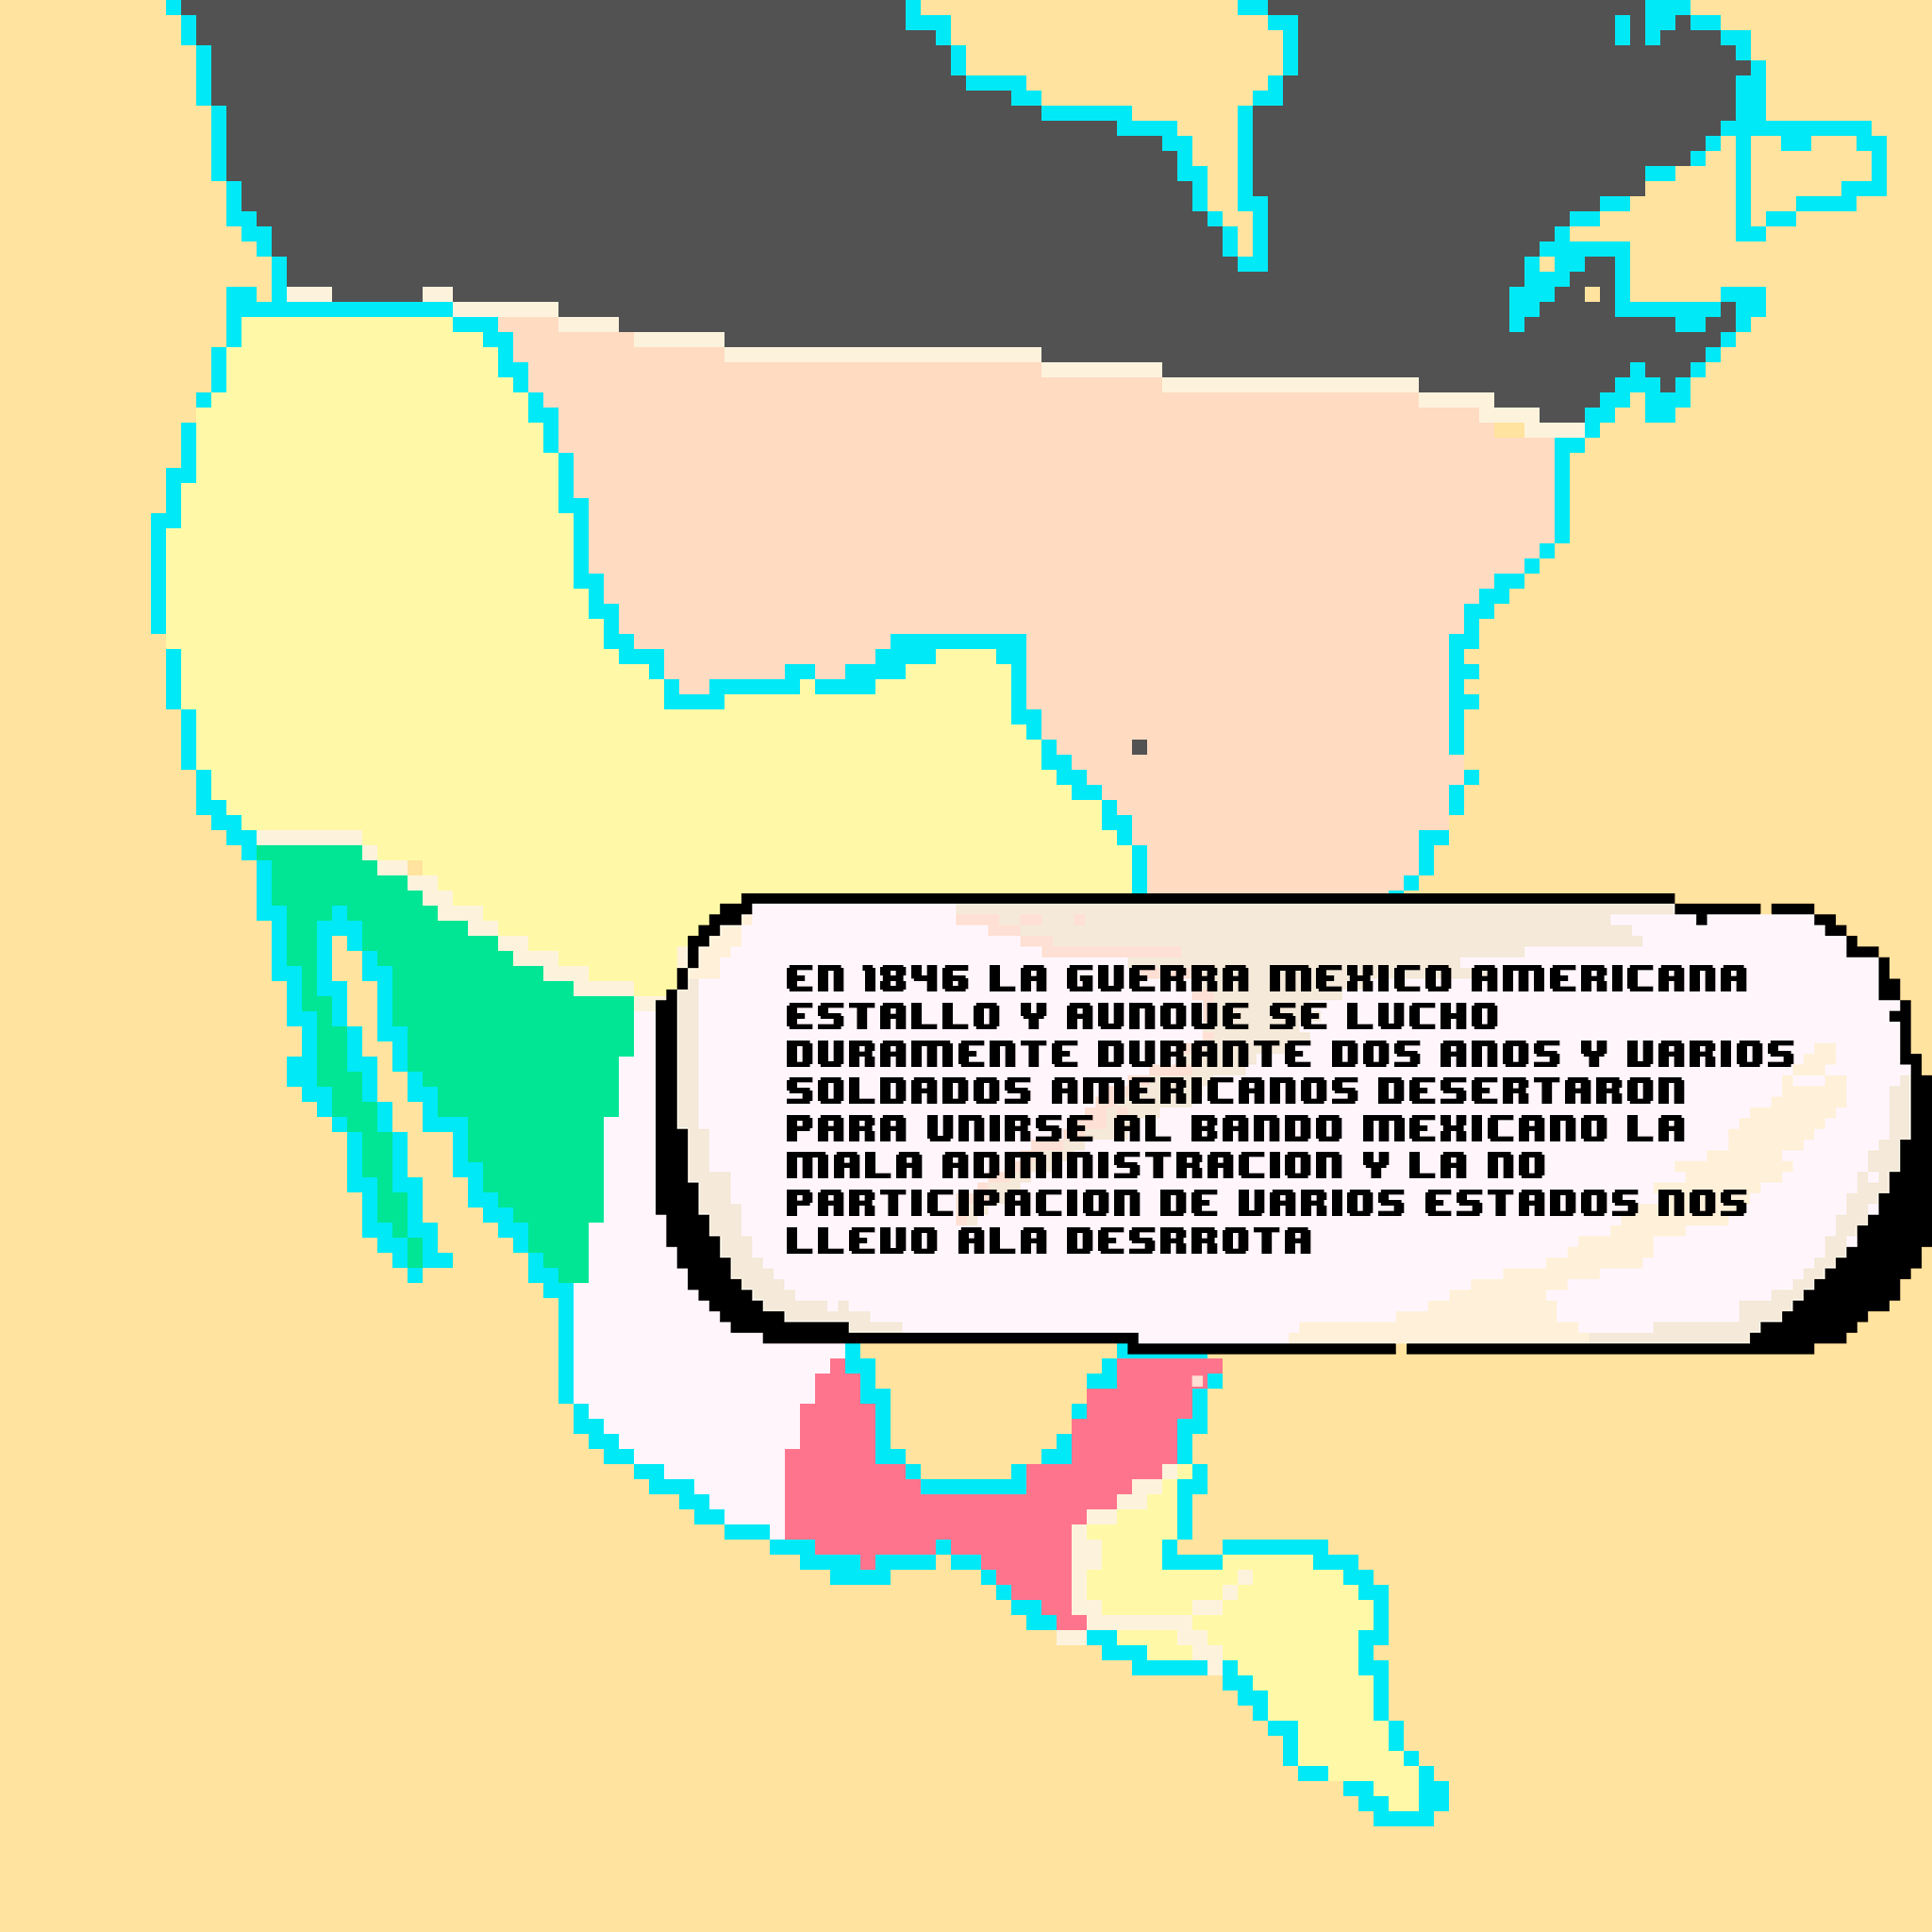 EN 1846 LA GUERRA MEXICO AMERICANA
ESTALLO Y AUNQUE SE LUCHO
DURAMENTE DURANTE DOS ANOS Y VARIOS
SOLDADOS AMERICANOS DESERTARON
PARA UNIRSE AL BANDO MEXICANO LA
MALA ADMINISTRACION Y LA NO
PARTICIPACION DE VARIOS ESTADOS NOS
LLEVO ALA DESRROTA